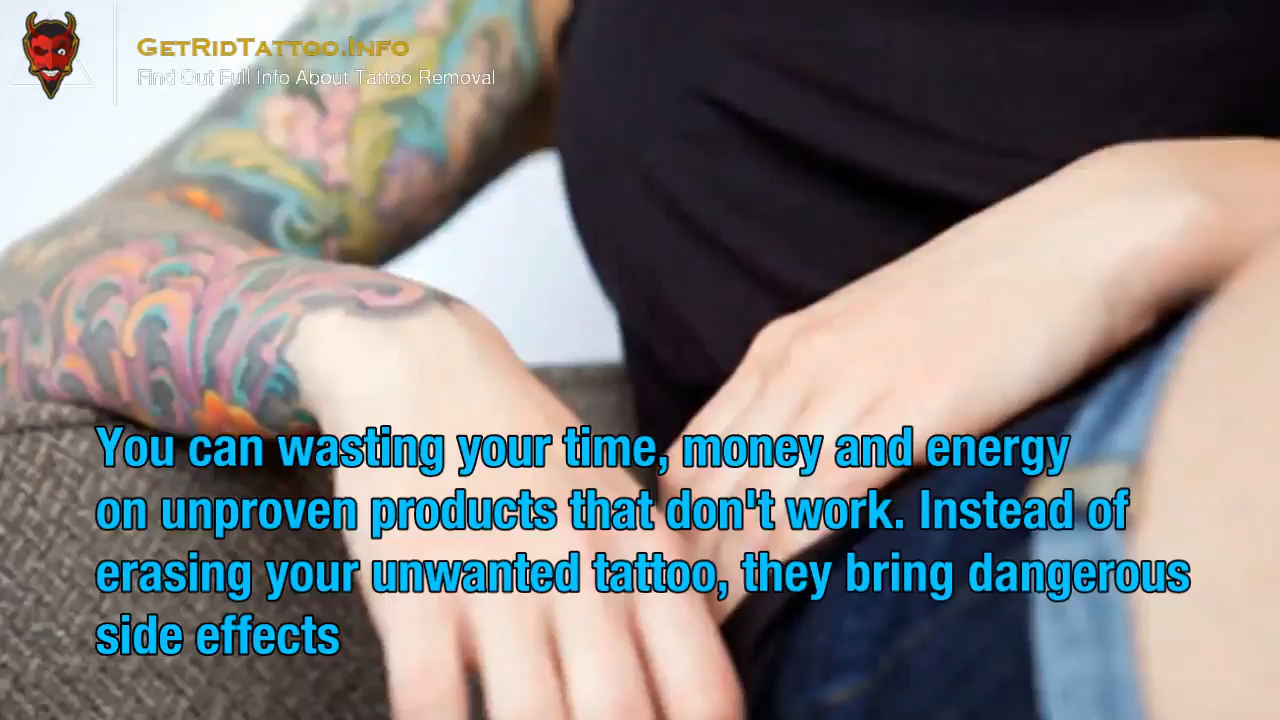 GetRidTattoo.Info
Find Out Full Info About Tattoo Removal
You can wasting your time, money and energy
on unproven products that don't work. Instead of
erasing your unwanted tattoo, they bring dangerous
side effects